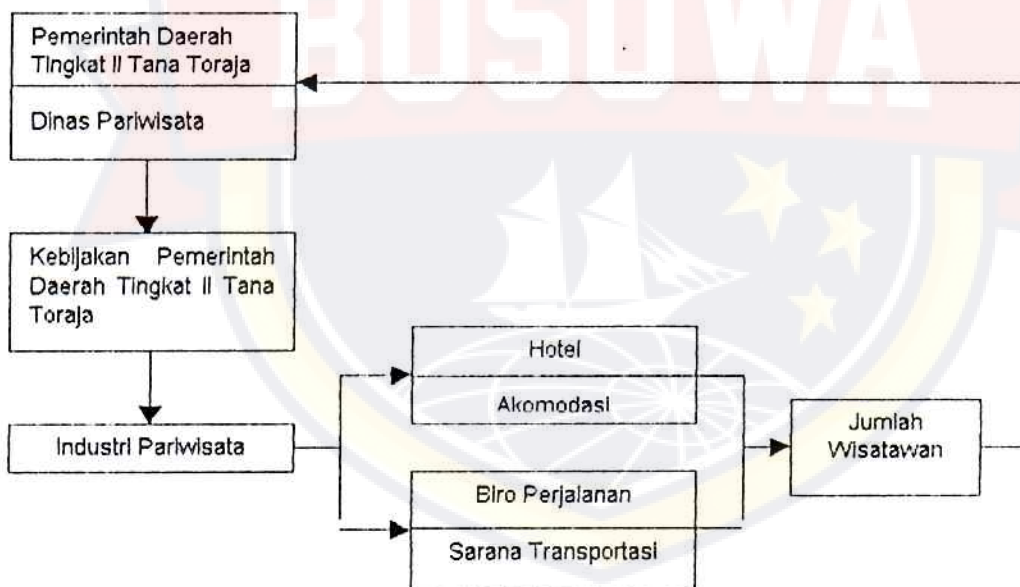 BOSOWA
Pemerintah Daerah
Tingkat II Tana Toraja
Dinas Pariwisata
Kebijakan Pemerintah
Daerah Tingkat II Tana
Toraja
Industri Pariwisata
Hotel
Akomodasi
Biro Perjalanan
Sarana Transportasi
Jumlah
Wisatawan